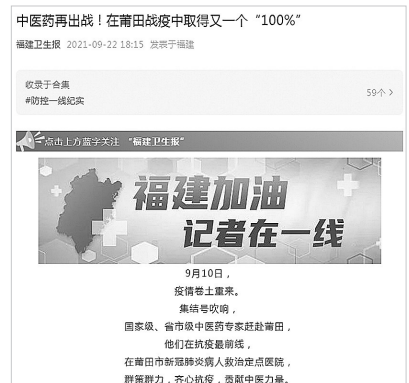 中医药再出战！在莆田战疫中取得又一个“100%”
福建卫生报 2021-09-22 18:15 发表于福建
收录于合集
#防控一线纪实
59个 >
点击上方蓝字关注 “福建卫生报”
福建加油
记者在一线
9月10日，
疫情卷土重来。
集结号吹响，
国家级、省市级中医药专家赶赴莆田，
他们在抗疫最前线，
在莆田市新冠肺炎病人救治定点医院，
群策群力，齐心抗疫，贡献中医力量。